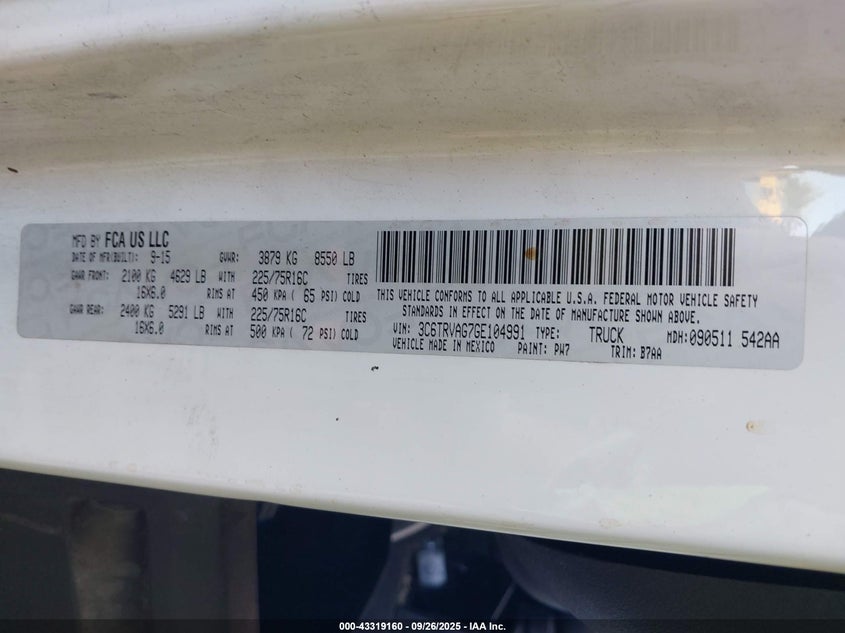 MFD BY FCA US LLC
DATE OF MFR(BUILT): 9-15 GVWR: 3879 KG 8550 LB
GAWR FRONT: 2100 KG 4629 LB WITH 225/75R16C TIRES
16X6.0 RIMS AT 450 KPA ( 65 PSI) COLD
GAWR REAR: 2400 KG 5291 LB WITH 225/75R16C TIRES
16X6.0 RIMS AT 500 KPA ( 72 PSI) COLD
THIS VEHICLE CONFORMS TO ALL APPLICABLE U.S.A. FEDERAL MOTOR VEHICLE SAFETY
STANDARDS IN EFFECT ON THE DATE OF MANUFACTURE SHOWN ABOVE.
VIN: 3C6TRVAG7GE104991 TYPE: TRUCK MDH:090511 542AA
VEHICLE MADE IN MEXICO PAINT: PW7 TRIM: B7AA
000-43319160 - 09/26/2025 - IAA Inc.